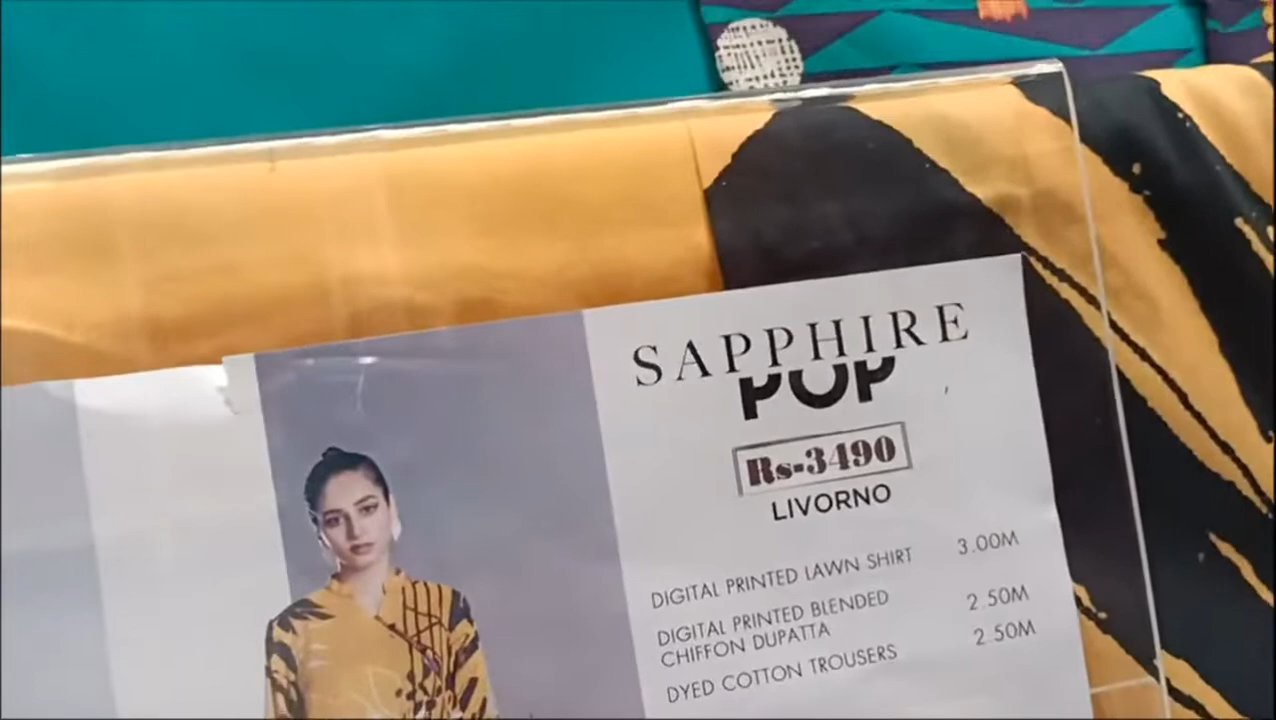 SAPPHIRE
POP
Rs-3490
LIVORNO
DIGITAL PRINTED LAWN SHIRT 3.00M
DIGITAL PRINTED BLENDED
CHIFFON DUPATTA 2.50M
DYED COTTON TROUSERS 2.50M